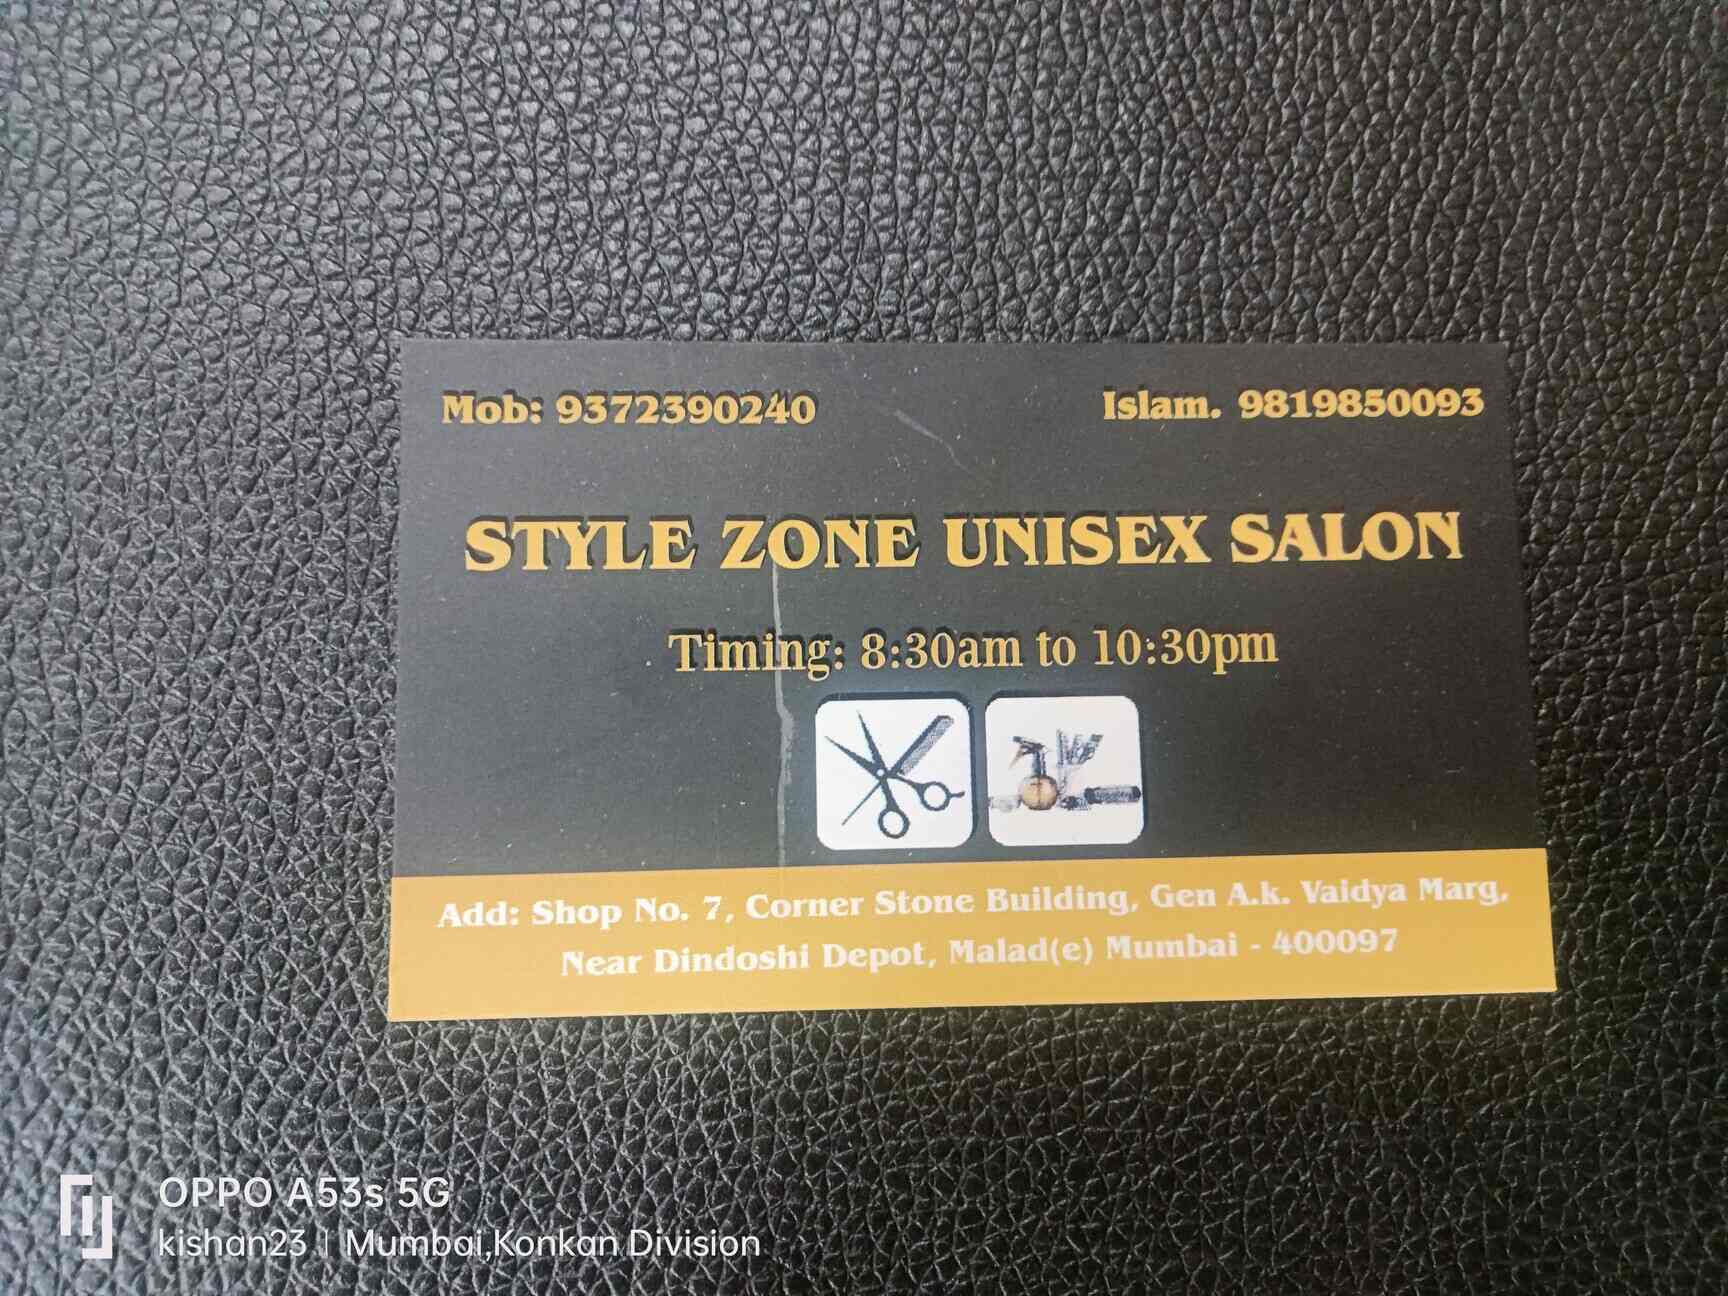 Mob: 9372390240
Islam. 9819850093
STYLE ZONE UNISEX SALON
Timing: 8:30am to 10:30pm
Add: Shop No. 7, Corner Stone Building, Gen A.k. Vaidya Marg,
Near Dindoshi Depot, Malad(e) Mumbai - 400097
OPPO A53s 5G
kishan23 | Mumbai,Konkan Division